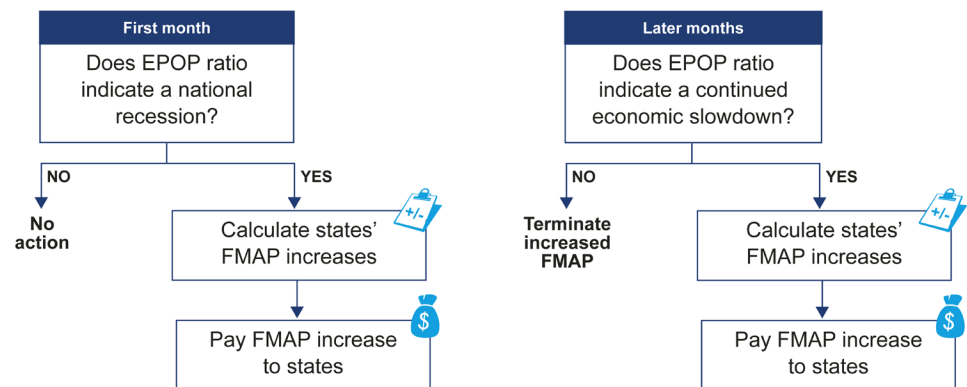 First month
Does EPOP ratio
indicate a national
recession?
NO
YES
No
action
+/-
Calculate states’
FMAP increases
$
Pay FMAP increase
to states
Later months
Does EPOP ratio
indicate a continued
economic slowdown?
NO
YES
Terminate
increased
FMAP
+/-
Calculate states’
FMAP increases
$
Pay FMAP increase
to states